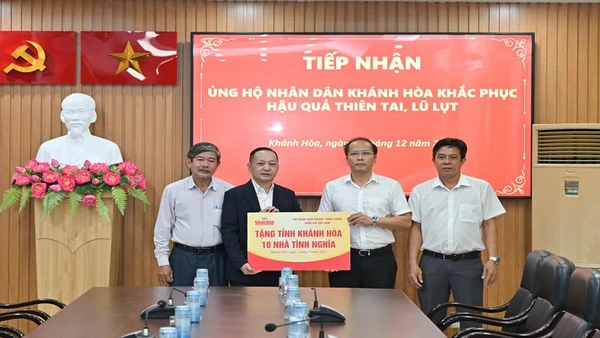 TIẾP NHẬN
ỦNG HỘ NHÂN DÂN KHÁNH HÒA KHẮC PHỤC
HẬU QUẢ THIÊN TAI, LŨ LỤT
Khánh Hòa, ngày 12 năm
TẶNG TỈNH KHÁNH HÒA
10 NHÀ TÌNH NGHĨA